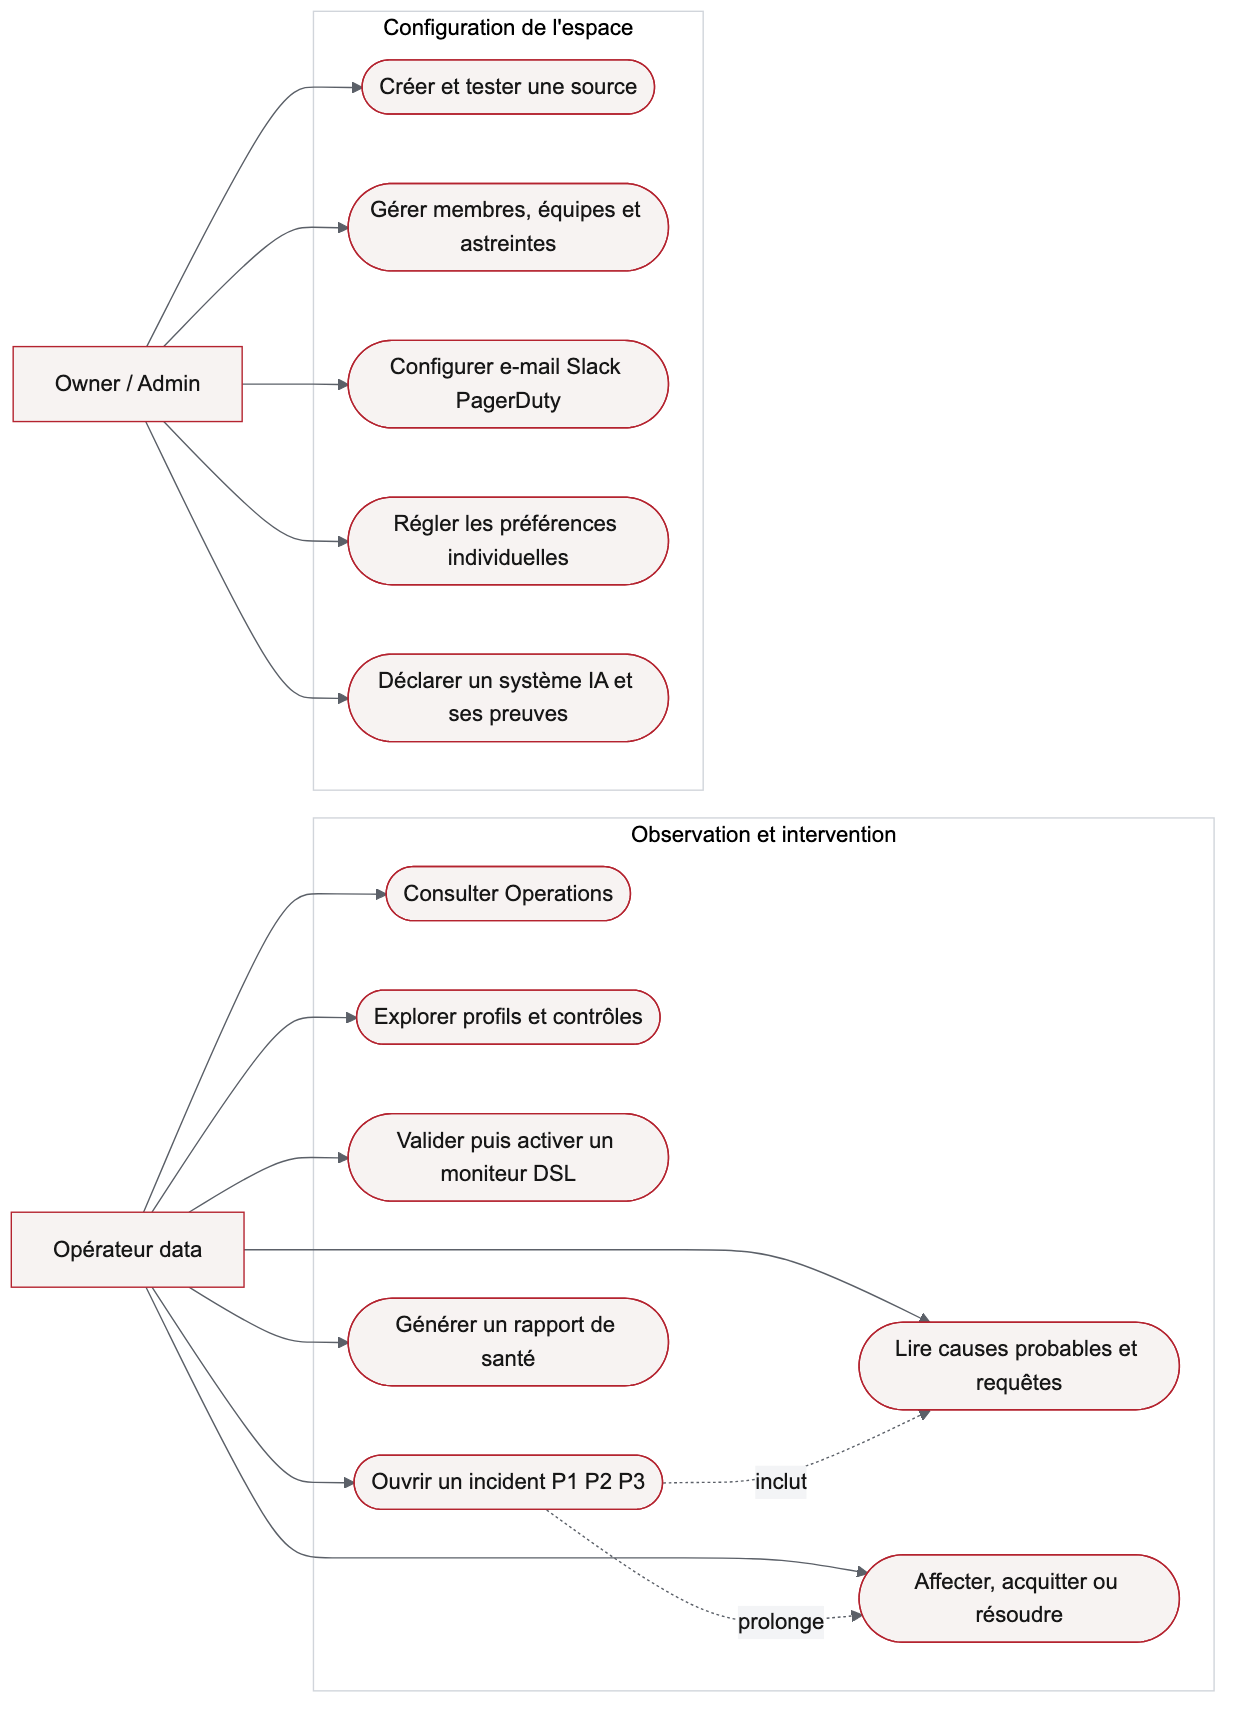 Configuration de l'espace
Créer et tester une source
Gérer membres, équipes et
astreintes
Owner / Admin
Configurer e-mail Slack
PagerDuty
Régler les préférences
individuelles
Déclarer un système IA et
ses preuves
Observation et intervention
Consulter Operations
Explorer profils et contrôles
Valider puis activer un
moniteur DSL
Opérateur data
Générer un rapport de
santé
Lire causes probables et
requêtes
Ouvrir un incident P1 P2 P3
inclut
Affecter, acquitter ou
résoudre
prolonge